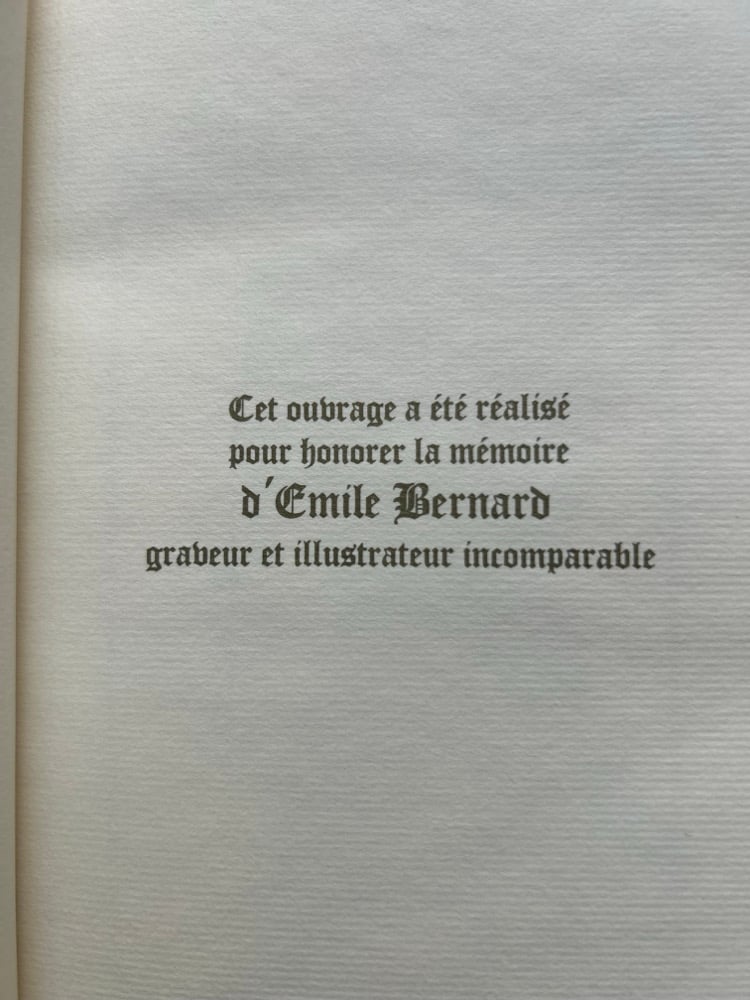 Cet ouvrage a été réalisé
pour honorer la mémoire
d'Emile Bernard
graveur et illustrateur incomparable